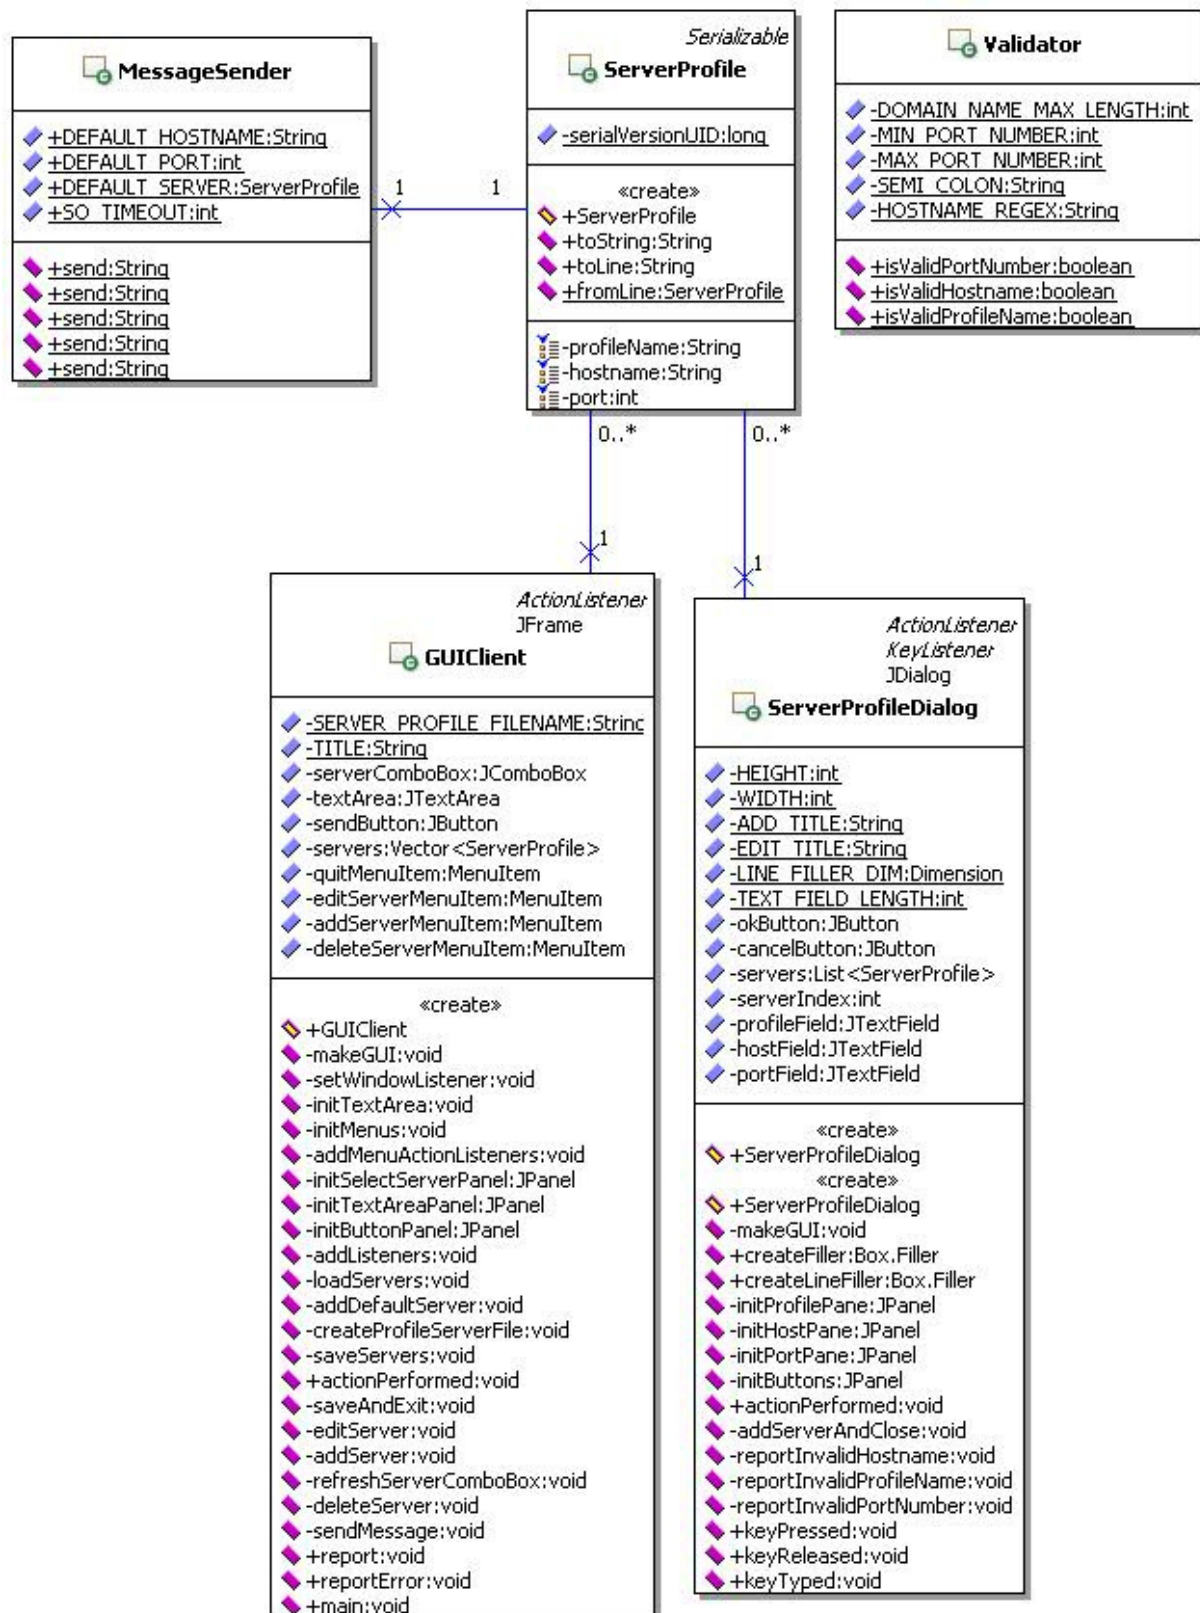 MessageSender
+DEFAULT_HOSTNAME:String
+DEFAULT_PORT:int
+DEFAULT_SERVER:ServerProfile
+SO_TIMEOUT:int
+send:String
+send:String
+send:String
+send:String
+send:String
1
1
Serializable
ServerProfile
-serialVersionUID:long
«create»
+ServerProfile
+toString:String
+toLine:String
+fromLine:ServerProfile
-profileName:String
-hostname:String
-port:int
Validator
-DOMAIN_NAME_MAX_LENGTH:int
-MIN_PORT_NUMBER:int
-MAX_PORT_NUMBER:int
-SEMI_COLON:String
-HOSTNAME_REGEX:String
+isValidPortNumber:boolean
+isValidHostname:boolean
+isValidProfileName:boolean
0..*
0..*
1
1
ActionListener
JFrame
GUIClient
-SERVER_PROFILE_FILENAME:String
-TITLE:String
-serverComboBox:JComboBox
-textArea:JTextArea
-sendButton:JButton
-servers:Vector<ServerProfile>
-quitMenuItem:MenuItem
-editServerMenuItem:MenuItem
-addServerMenuItem:MenuItem
-deleteServerMenuItem:MenuItem
«create»
+GUIClient
-makeGUI:void
-setWindowListener:void
-initTextArea:void
-initMenus:void
-addMenuActionListeners:void
-initSelectServerPanel:JPanel
-initTextAreaPanel:JPanel
-initButtonPanel:JPanel
-addListeners:void
-loadServers:void
-addDefaultServer:void
-createProfileServerFile:void
-saveServers:void
+actionPerformed:void
-saveAndExit:void
-editServer:void
-addServer:void
-refreshServerComboBox:void
-deleteServer:void
-sendMessage:void
+report:void
+reportError:void
+main:void
ActionListener
KeyListener
JDialog
ServerProfileDialog
-HEIGHT:int
-WIDTH:int
-ADD_TITLE:String
-EDIT_TITLE:String
-LINE_FILLER_DIM:Dimension
-TEXT_FIELD_LENGTH:int
-okButton:JButton
-cancelButton:JButton
-servers:List<ServerProfile>
-serverIndex:int
-profileField:JTextField
-hostField:JTextField
-portField:JTextField
«create»
+ServerProfileDialog
«create»
+ServerProfileDialog
-makeGUI:void
+createFiller:Box.Filler
+createLineFiller:Box.Filler
-initProfilePane:JPanel
-initHostPane:JPanel
-initPortPane:JPanel
-initButtons:JPanel
+actionPerformed:void
-addServerAndClose:void
-reportInvalidHostname:void
-reportInvalidProfileName:void
-reportInvalidPortNumber:void
+keyPressed:void
+keyReleased:void
+keyTyped:void